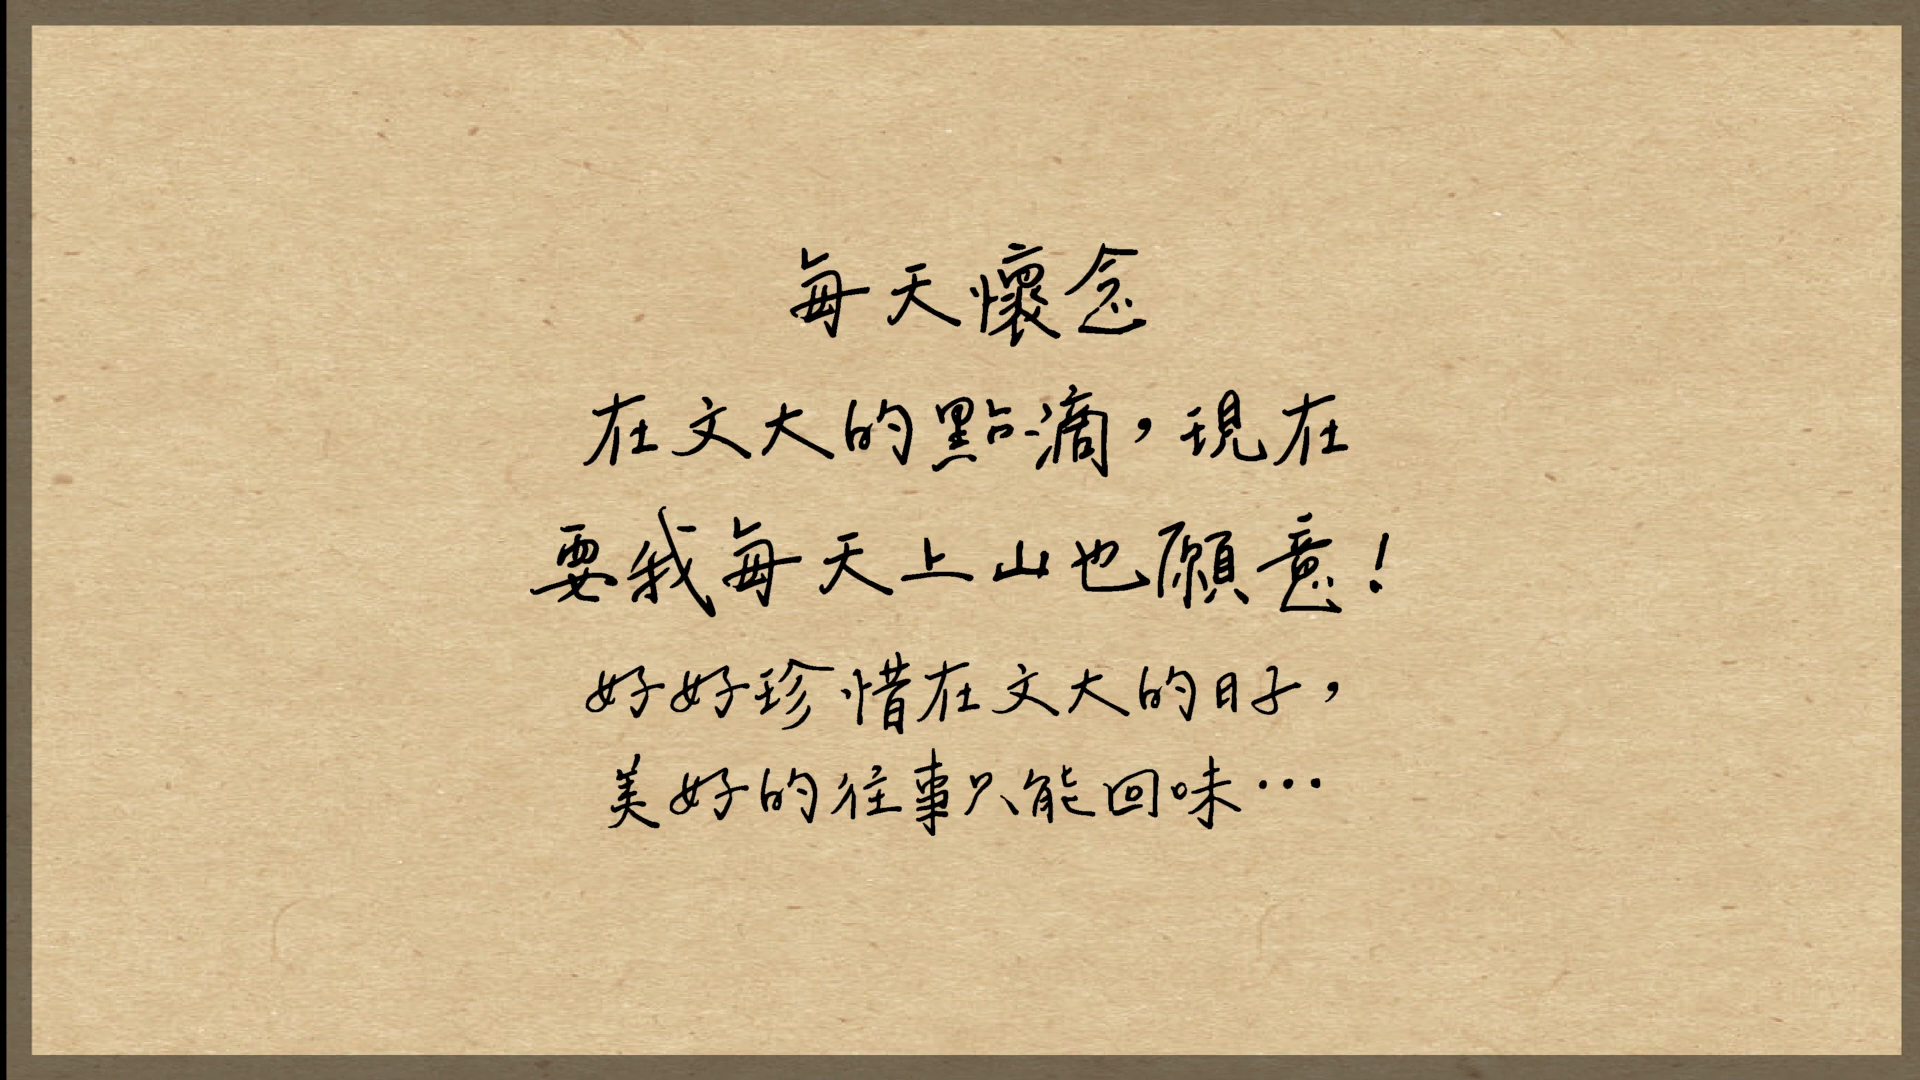 每天懷念
在文大的點滴，現在
要我每天上山也願意！
好好珍惜在文大的日子，
美好的往事只能回味…